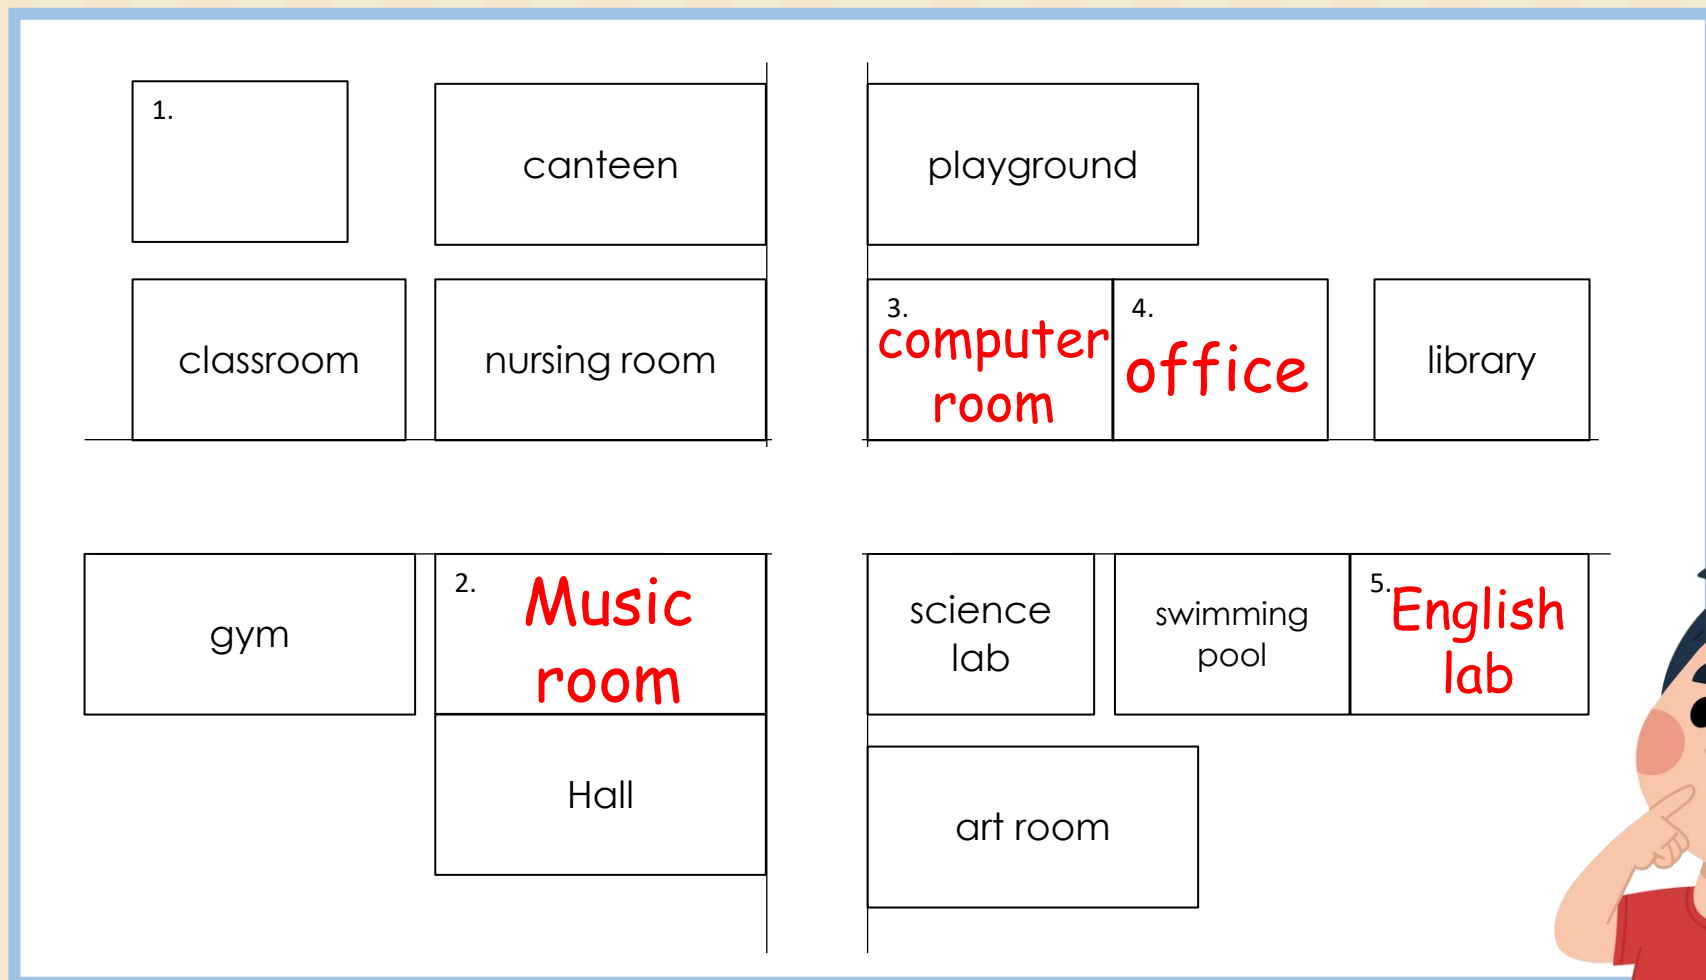 1.
canteen
playground
classroom
nursing room
3.
computer
room
4.
office
library
gym
2.
Music
room
science
lab
swimming
pool
5.
English
lab
Hall
art room